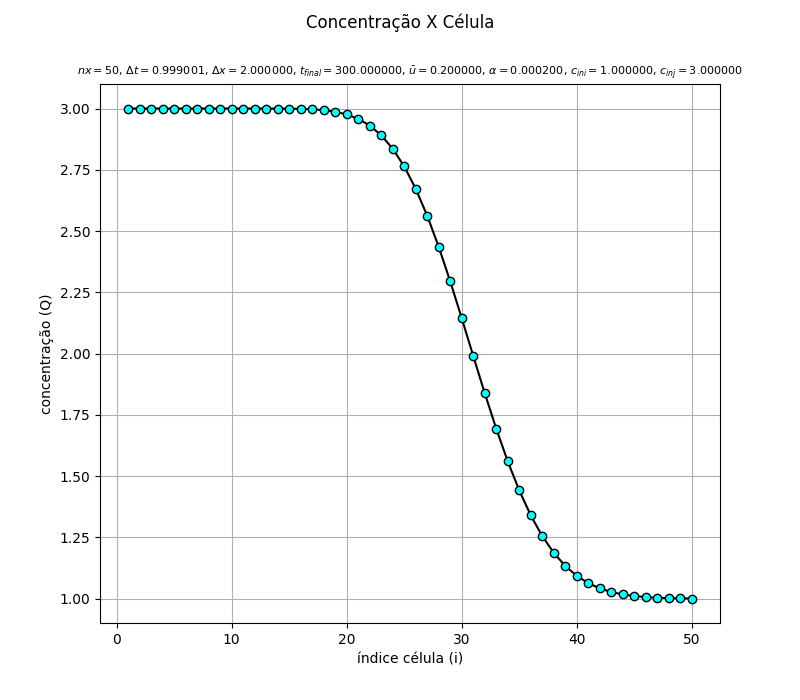 Concentração X Célula
nx = 50, Δt = 0.999001, Δx = 2.000000, t_final = 300.000000, ū = 0.200000, α = 0.000200, c_ini = 1.000000, c_inj = 3.000000
3.00
2.75
2.50
2.25
2.00
1.75
1.50
1.25
1.00
concentração (Q)
0 10 20 30 40 50
índice célula (i)